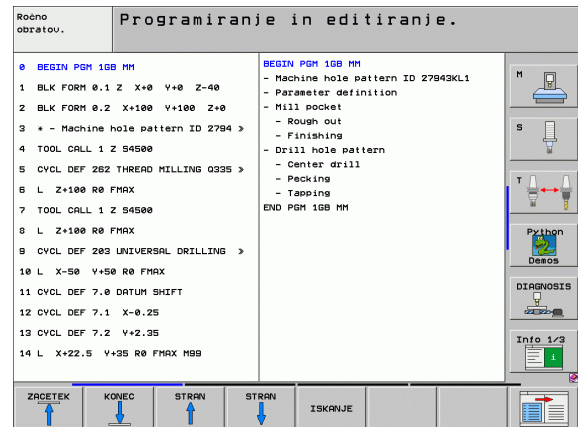 Ročno
obratov.
Programiranje in editiranje.
0 BEGIN PGM 1GB MM
1 BLK FORM 0.1 Z X+0 Y+0 Z-40
2 BLK FORM 0.2 X+100 Y+100 Z+0
3 * - Machine hole pattern ID 2794 »
4 TOOL CALL 1 Z S4500
5 CYCL DEF 262 THREAD MILLING Q335 »
6 L Z+100 R0 FMAX
7 TOOL CALL 1 Z S4500
8 L Z+100 R0 FMAX
9 CYCL DEF 203 UNIVERSAL DRILLING »
10 L X-50 Y+50 R0 FMAX
11 CYCL DEF 7.0 DATUM SHIFT
12 CYCL DEF 7.1 X-0.25
13 CYCL DEF 7.2 Y+2.35
14 L X+22.5 Y+35 R0 FMAX M99
BEGIN PGM 1GB MM
- Machine hole pattern ID 27943KL1
- Parameter definition
- Mill pocket
- Rough out
- Finishing
- Drill hole pattern
- Center drill
- Pecking
- Tapping
END PGM 1GB MM
M
S
T
Python
Demos
DIAGNOSIS
Info 1/3
i
ZACETEK
KONEC
STRAN
STRAN
ISKANJE